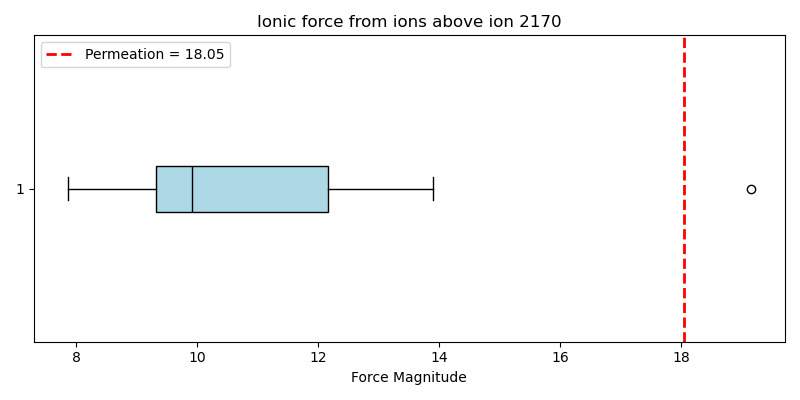 Ionic force from ions above ion 2170
Permeation = 18.05
1
8 10 12 14 16 18
Force Magnitude